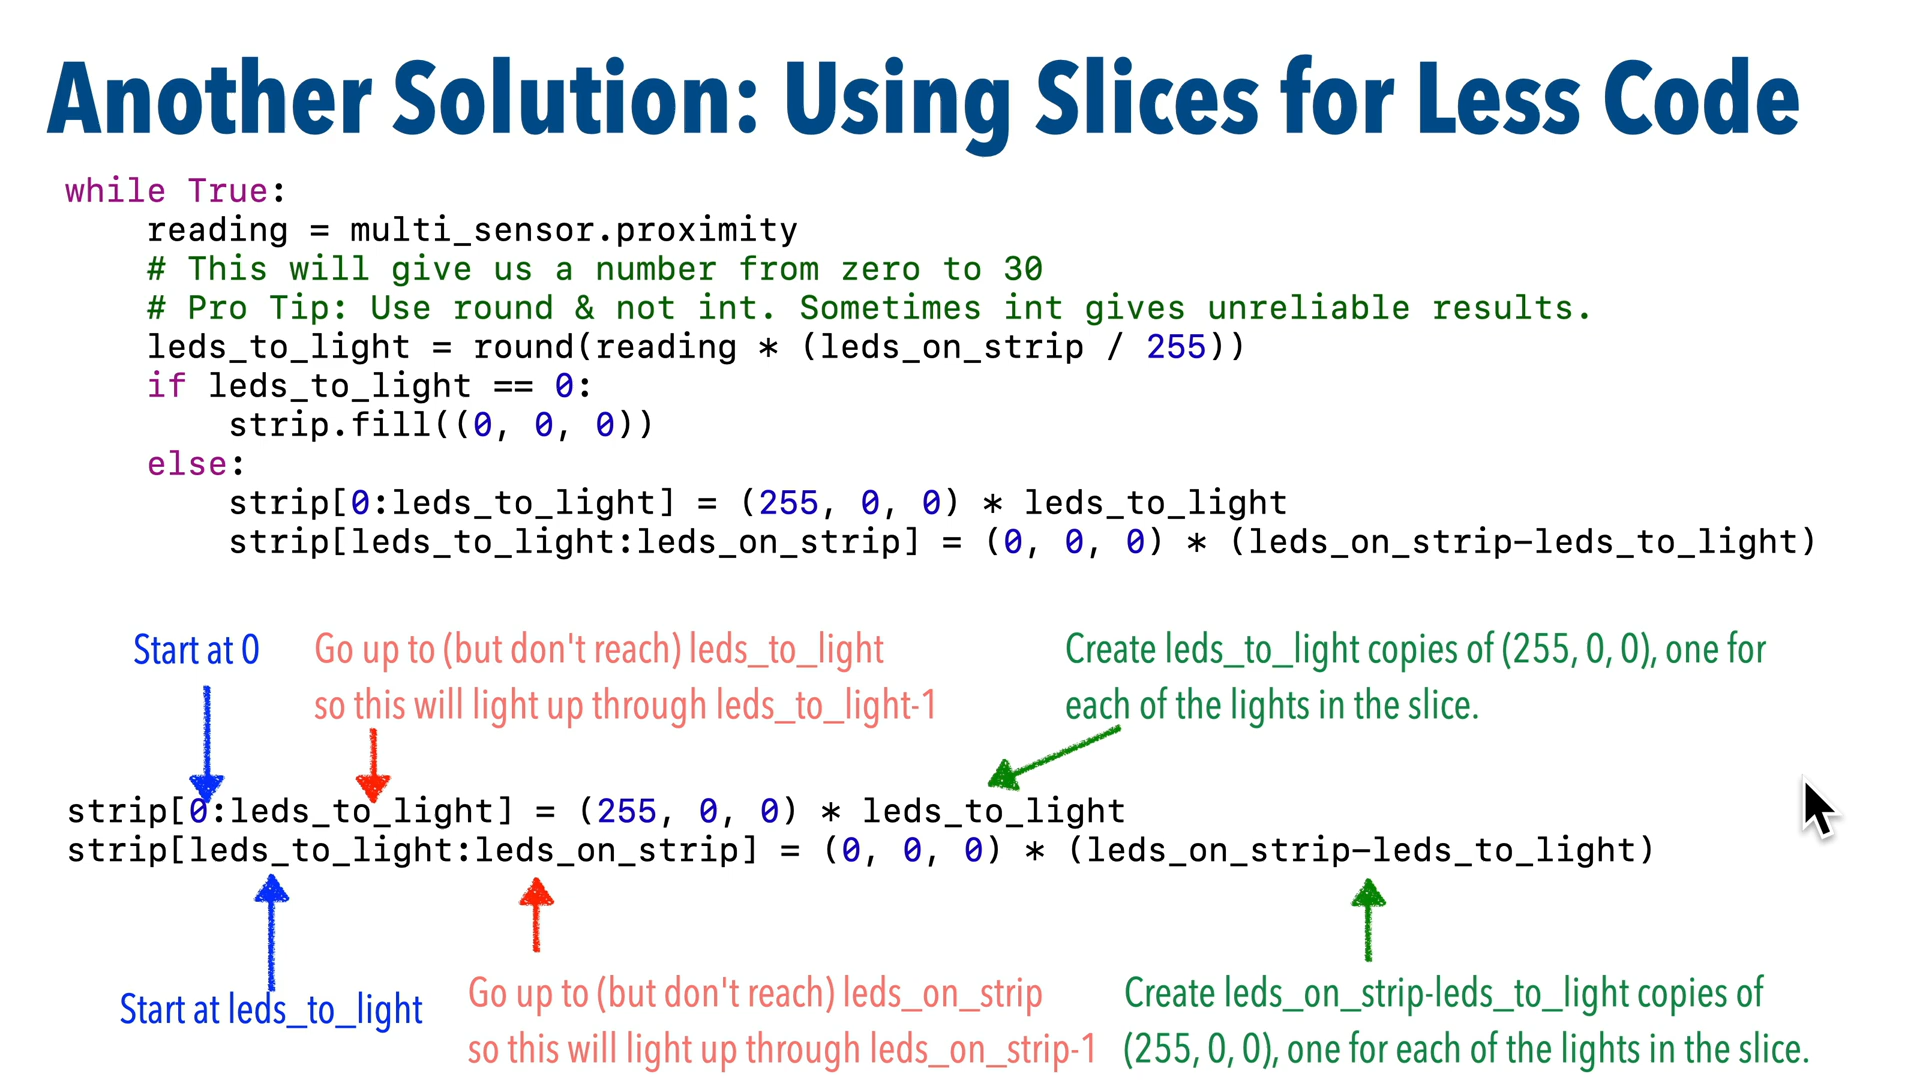 Another Solution: Using Slices for Less Code
while True:
    reading = multi_sensor.proximity
    # This will give us a number from zero to 30
    # Pro Tip: Use round & not int. Sometimes int gives unreliable results.
    leds_to_light = round(reading * (leds_on_strip / 255))
    if leds_to_light == 0:
        strip.fill((0, 0, 0))
    else:
        strip[0:leds_to_light] = (255, 0, 0) * leds_to_light
        strip[leds_to_light:leds_on_strip] = (0, 0, 0) * (leds_on_strip-leds_to_light)
Start at 0
Go up to (but don't reach) leds_to_light
so this will light up through leds_to_light-1
Create leds_to_light copies of (255, 0, 0), one for
each of the lights in the slice.
strip[0:leds_to_light] = (255, 0, 0) * leds_to_light
strip[leds_to_light:leds_on_strip] = (0, 0, 0) * (leds_on_strip-leds_to_light)
Start at leds_to_light
Go up to (but don't reach) leds_on_strip
so this will light up through leds_on_strip-1
Create leds_on_strip-leds_to_light copies of
(255, 0, 0), one for each of the lights in the slice.